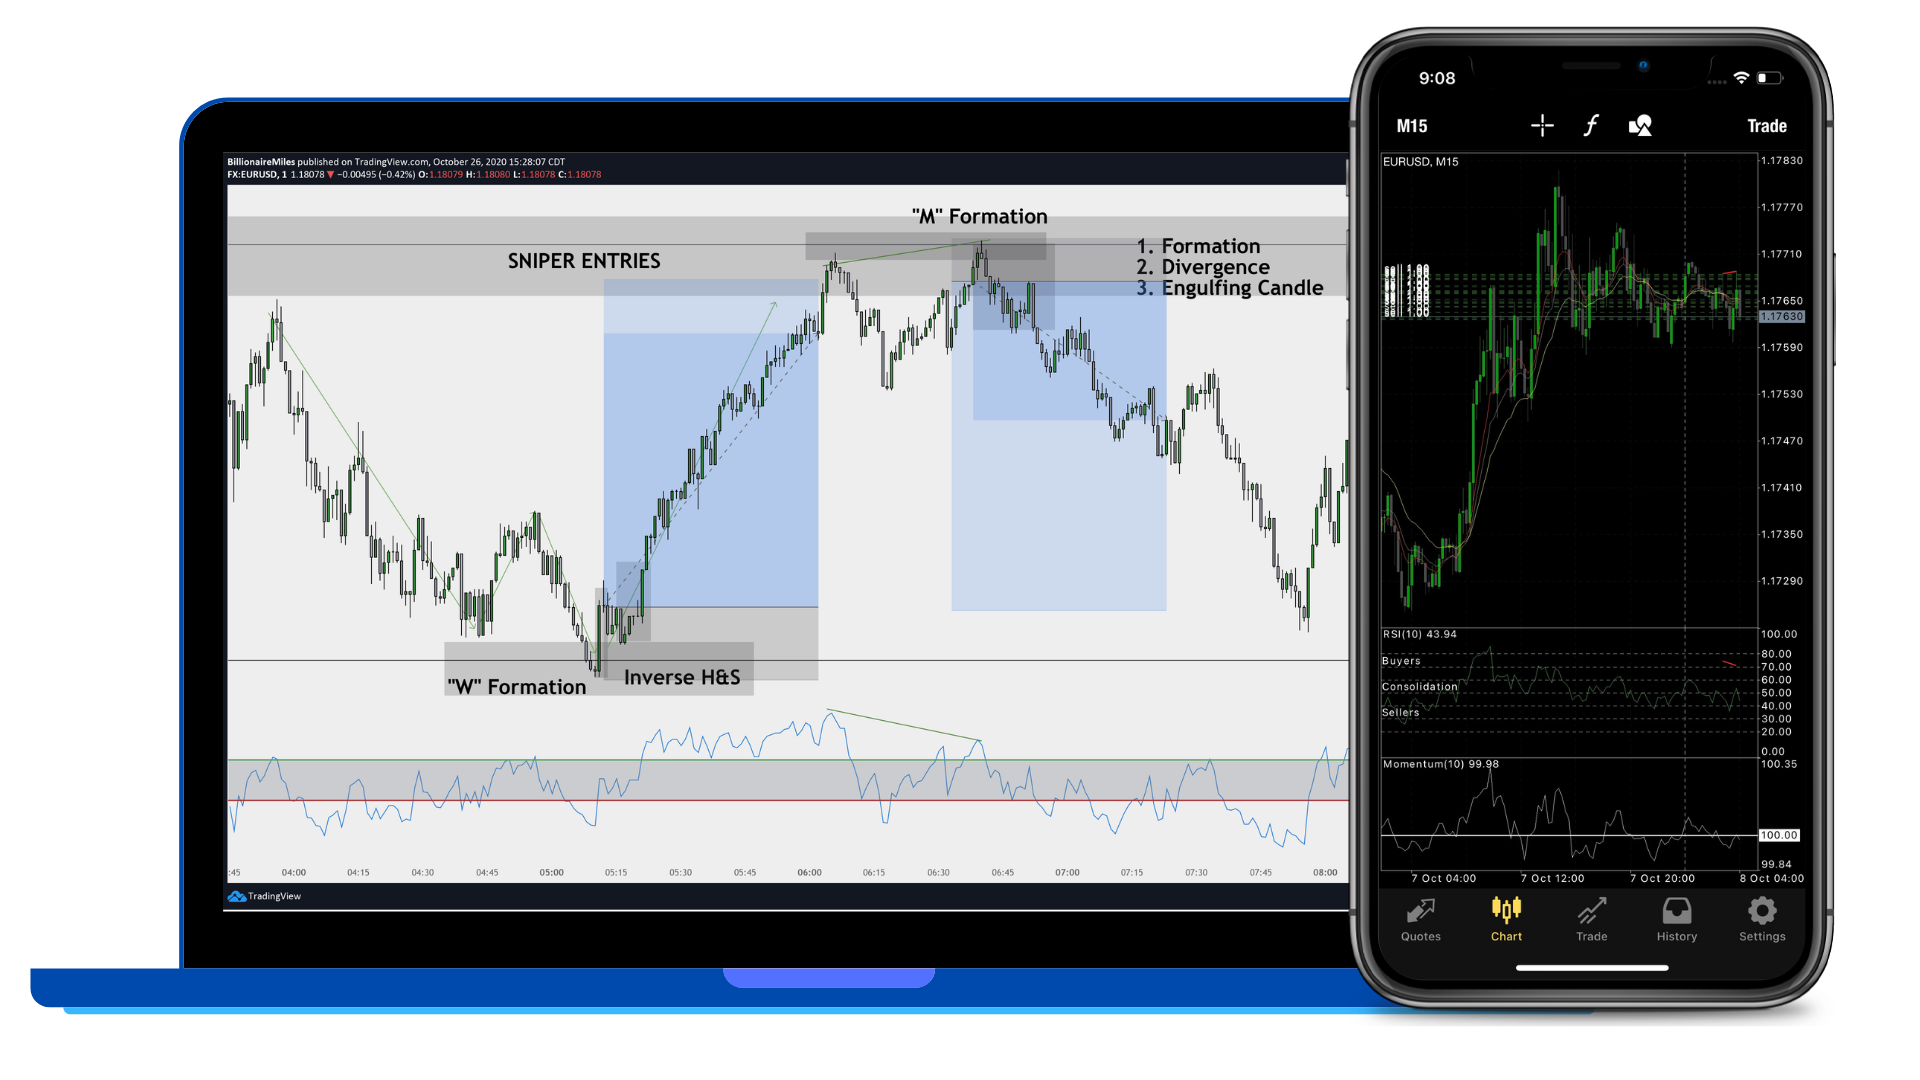 BillionaireMiles published on TradingView.com, October 26, 2020 15:28:07 CDT
FX:EURUSD, 1 1.18078 ▼ −0.00495 (−0.42%) O:1.18079 H:1.18080 L:1.18078 C:1.18078
"M" Formation
SNIPER ENTRIES
1. Formation
2. Divergence
3. Engulfing Candle
"W" Formation
Inverse H&S
:45 04:00 04:15 04:30 04:45 05:00 05:15 05:30 05:45 06:00 06:15 06:30 06:45 07:00 07:15 07:30 07:45 08:00
TradingView
9:08
M15 Trade
EURUSD, M15
1.17830
1.17770
1.17710
1.17650
1.17630
1.17590
1.17530
1.17470
1.17410
1.17350
1.17290
RSI(10) 43.94
100.00
80.00
Buyers
70.00
60.00
Consolidation
50.00
40.00
Sellers
30.00
20.00
0.00
Momentum(10) 99.98
100.35
100.00
99.84
7 Oct 04:00 7 Oct 12:00 7 Oct 20:00 8 Oct 04:00
Quotes Chart Trade History Settings